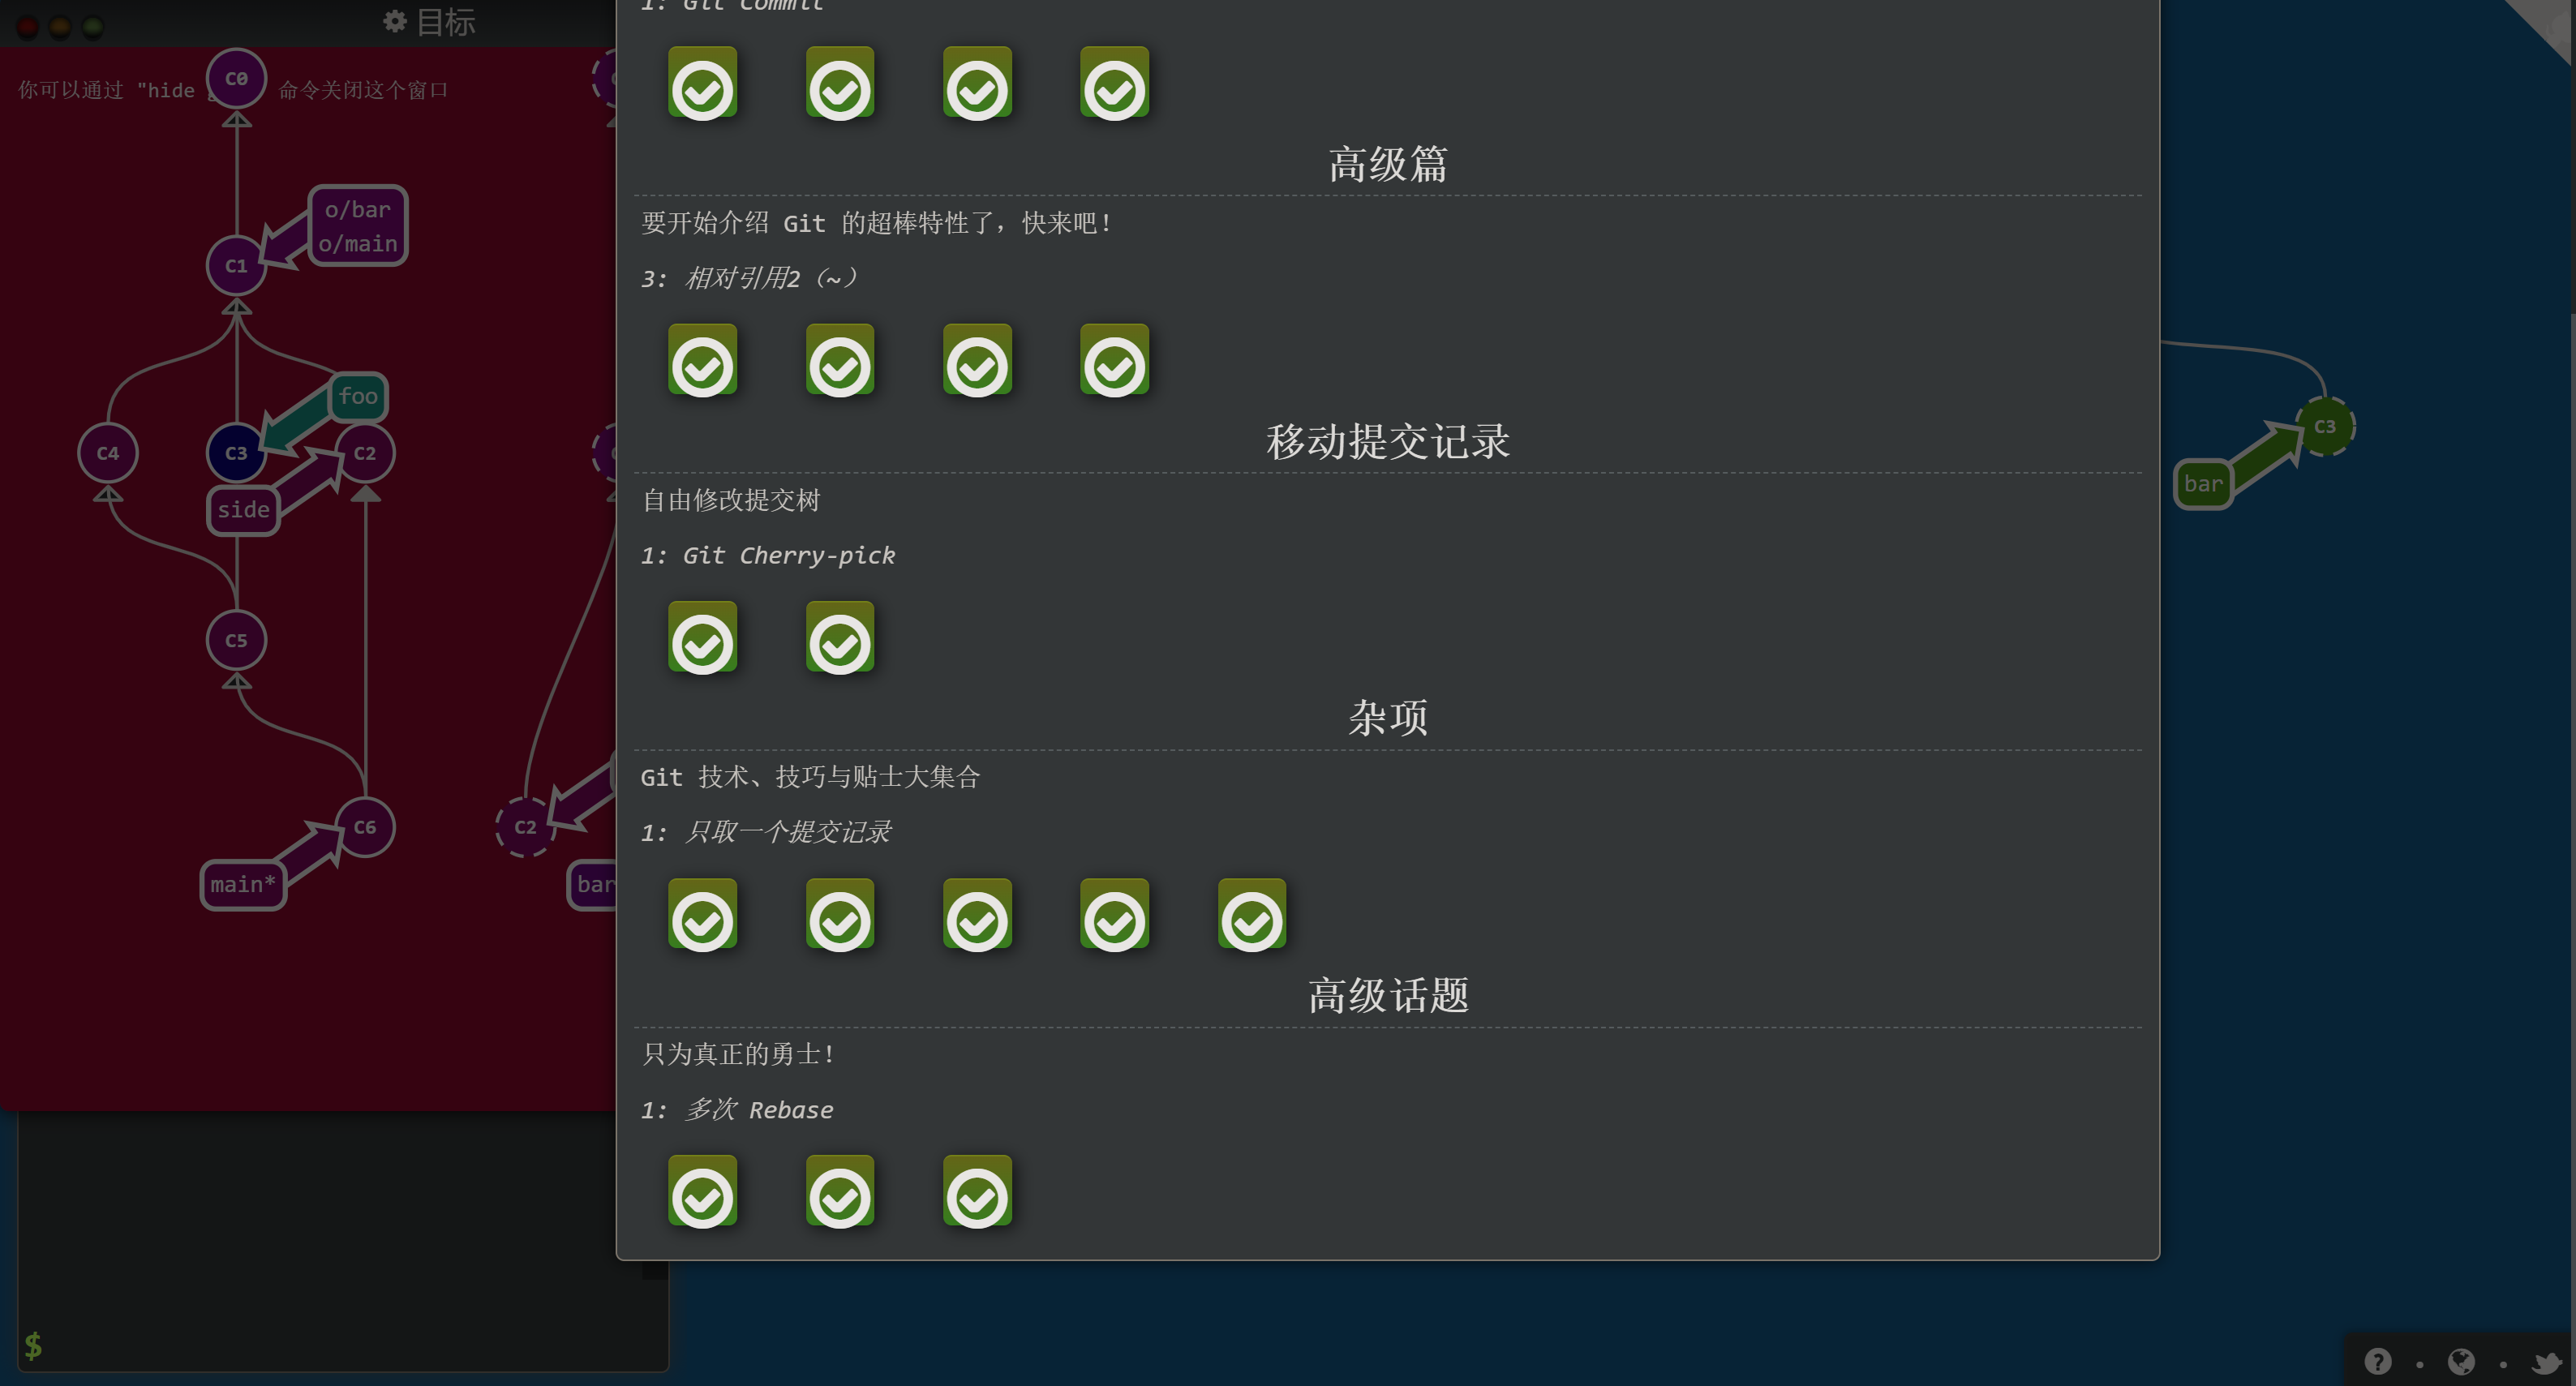 目标
你可以通过 "hide g 命令关闭这个窗口
C0
o/bar
o/main
C1
foo
C4
C3
C2
side
C5
C6
main*
C2
bar
1: Git Commit
高级篇
要开始介绍 Git 的超棒特性了，快来吧！
3: 相对引用2（~）
移动提交记录
自由修改提交树
1: Git Cherry-pick
杂项
Git 技术、技巧与贴士大集合
1: 只取一个提交记录
高级话题
只为真正的勇士！
1: 多次 Rebase
C3
bar
$